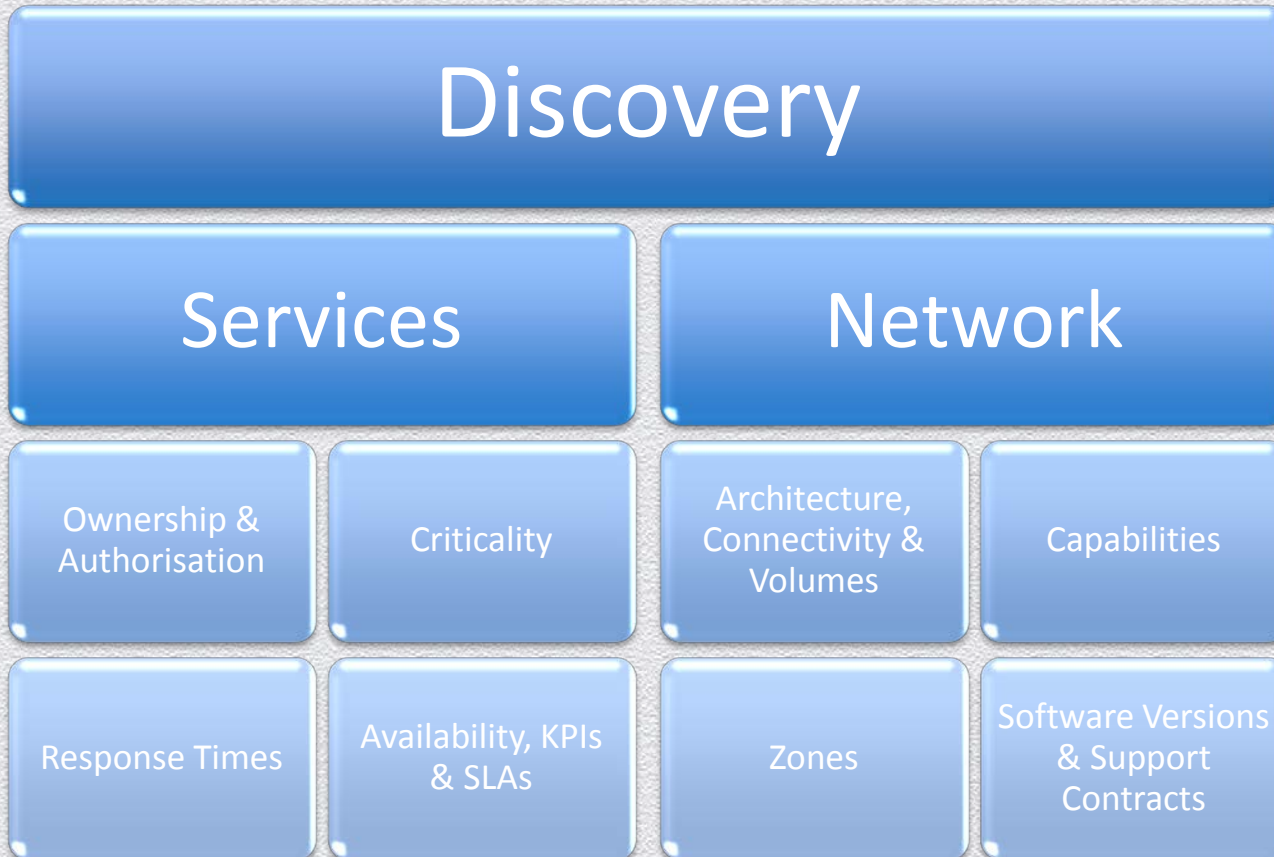 Discovery
Services
Network
Ownership &
Authorisation
Criticality
Architecture,
Connectivity &
Volumes
Capabilities
Response Times
Availability, KPIs
& SLAs
Zones
Software Versions
& Support
Contracts